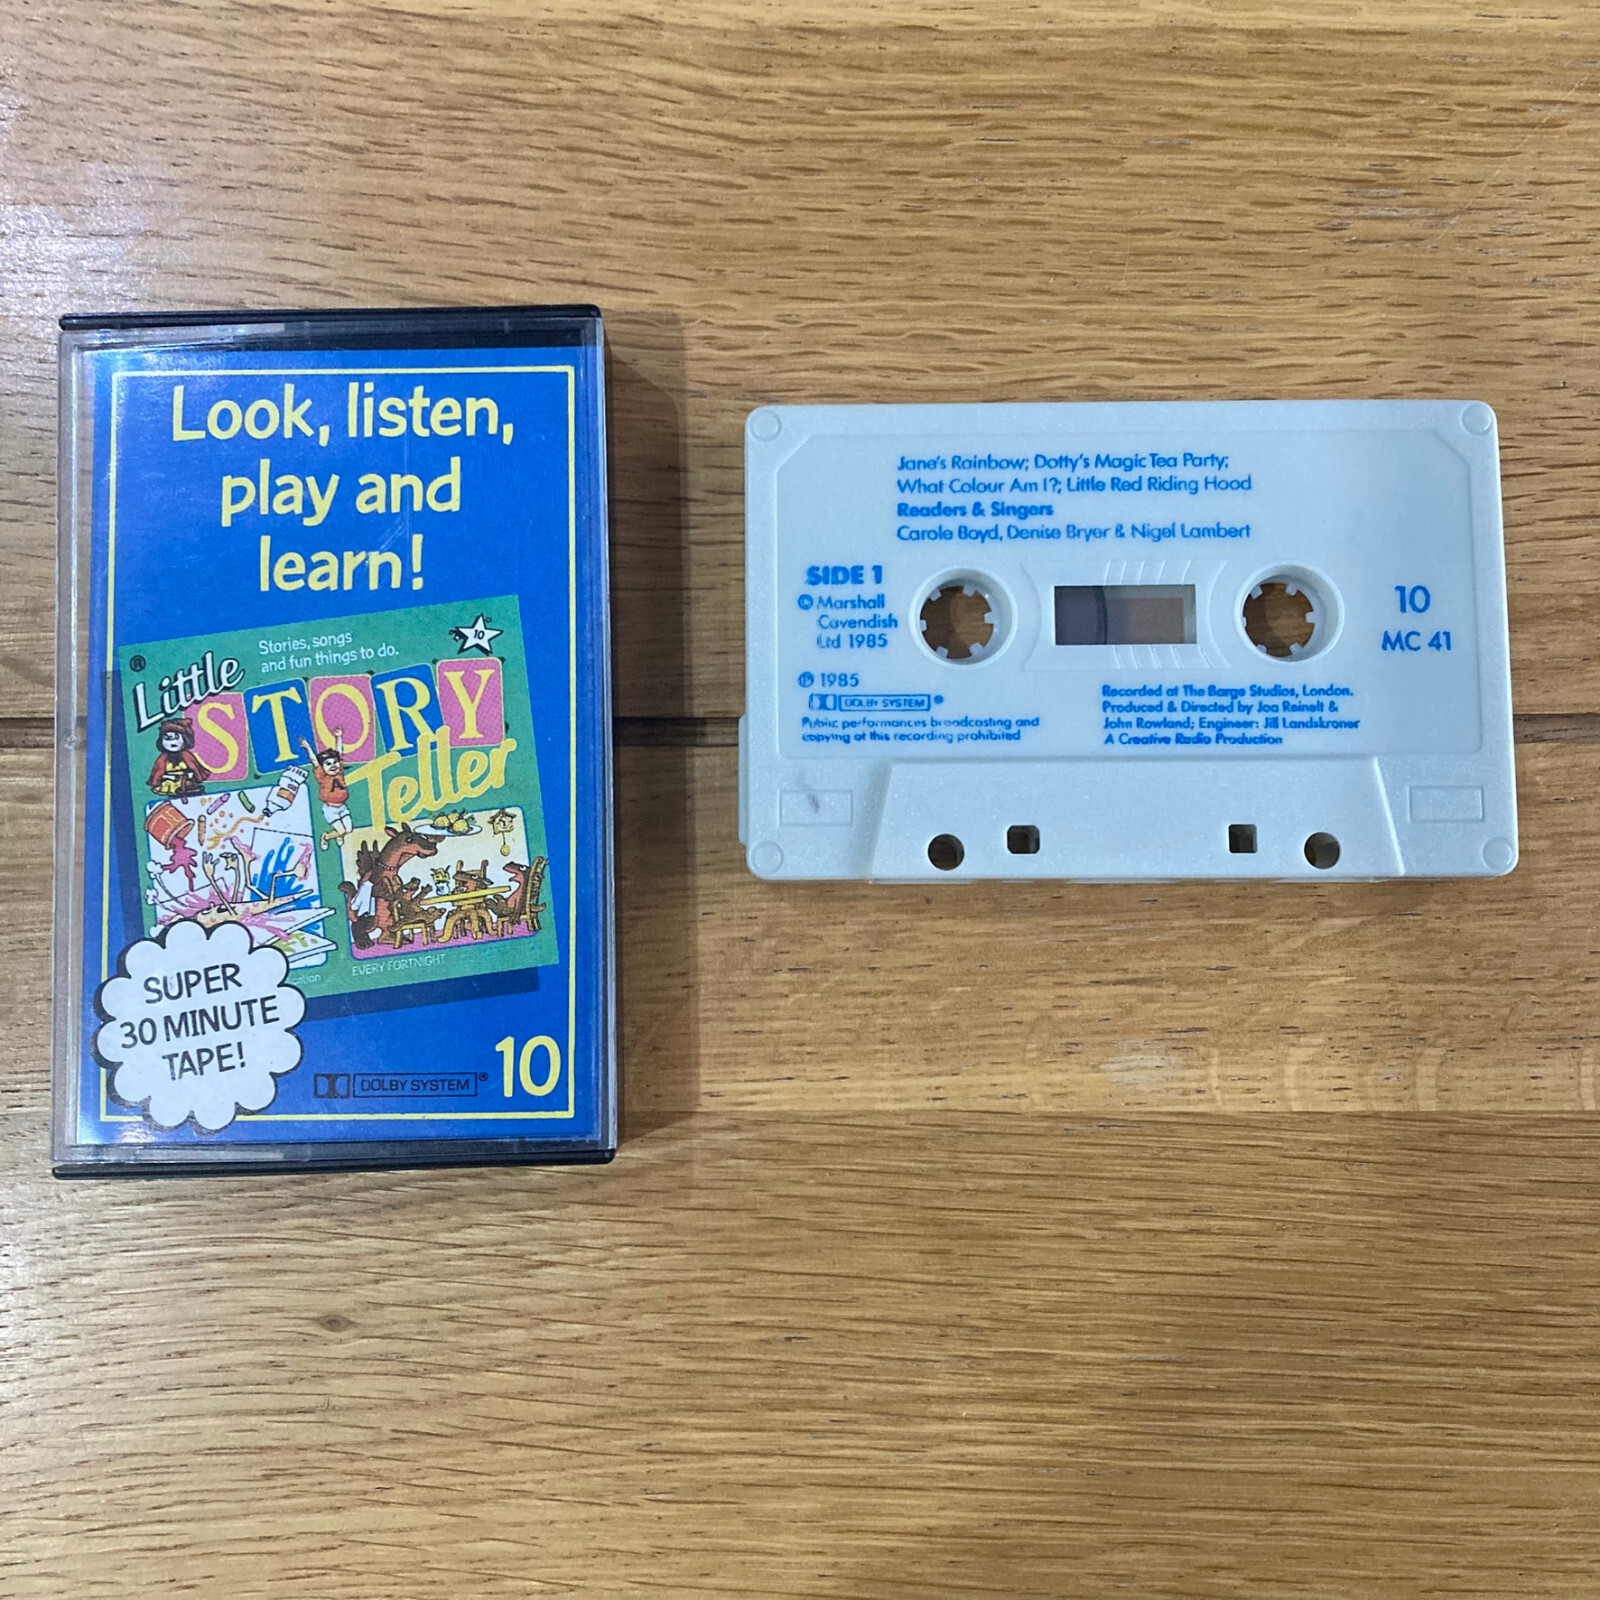 Look, listen,
play and
learn!
®
Stories, songs
and fun things to do.
10
Little
STORY
Teller
A
EVERY FORTNIGHT
SUPER
30 MINUTE
TAPE!
DOLBY SYSTEM ®
10
Jane's Rainbow; Dotty's Magic Tea Party;
What Colour Am I?; Little Red Riding Hood
Readers & Singers
Carole Boyd, Denise Bryer & Nigel Lambert
SIDE 1
© Marshall
Cavendish
Ltd 1985
℗ 1985
DOLBY SYSTEM ®
Public performances broadcasting and
copying of this recording prohibited
10
MC 41
Recorded at The Barge Studios, London.
Produced & Directed by Joa Reinelt &
John Rowland; Engineer: Jill Landskroner
A Creative Radio Production